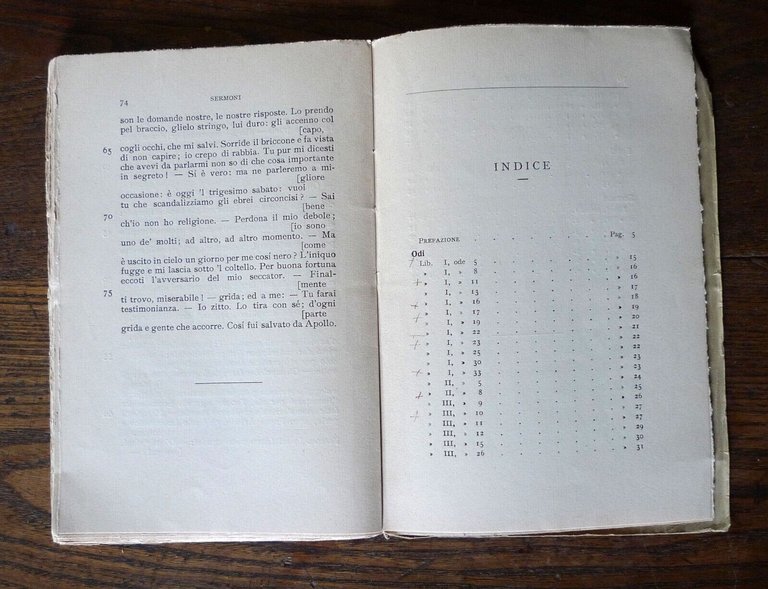 74 SERMONI
son le domande nostre, le nostre risposte. Lo prendo
pel braccio, glielo stringo, lui duro: gli accenno col
[capo,
65 cogli occhi, che mi salvi. Sorride il briccone e fa vista
di non capire; io crepo di rabbia. Tu pur mi dicesti
che avevi da parlarmi non so di che cosa importante
in segreto! — Sí è vero: ma ne parleremo a mi-
[gliore
occasione: è oggi 'l trigesimo sabato: vuoi
tu che scandalizziamo gli ebrei circoncisi? — Sai
[bene
70 ch'io non ho religione. — Perdona il mio debole;
[io sono
uno de' molti; ad altro, ad altro momento. — Ma
[come
è uscito in cielo un giorno per me cosí nero? L'iniquo
fugge e mi lascia sotto 'l coltello. Per buona fortuna
eccoti l'avversario del mio seccator. — Final-
[mente
75 ti trovo, miserabile! — grida; ed a me: — Tu farai
testimonianza. — Io zitto. Lo tira con sé; d'ogni
[parte
grida e gente che accorre. Cosí fui salvato da Apollo.
INDICE
PREFAZIONE . . . . . . . Pag. 5
Odi
Lib. I, ode 5 . . . . . . . » 15
» I, » 8 . . . . . . . » 16
» I, » 11 . . . . . . . » 16
» I, » 13 . . . . . . . » 17
» I, » 16 . . . . . . . » 18
» I, » 17 . . . . . . . » 19
» I, » 19 . . . . . . . » 20
» I, » 22 . . . . . . . » 21
» I, » 23 . . . . . . . » 22
» I, » 25 . . . . . . . » 22
» I, » 30 . . . . . . . » 23
» I, » 33 . . . . . . . » 23
» II, » 5 . . . . . . . » 24
» II, » 8 . . . . . . . » 25
» III, » 9 . . . . . . . » 26
» III, » 10 . . . . . . . » 27
» III, » 11 . . . . . . . » 27
» III, » 12 . . . . . . . » 29
» III, » 15 . . . . . . . » 30
» III, » 26 . . . . . . . » 31